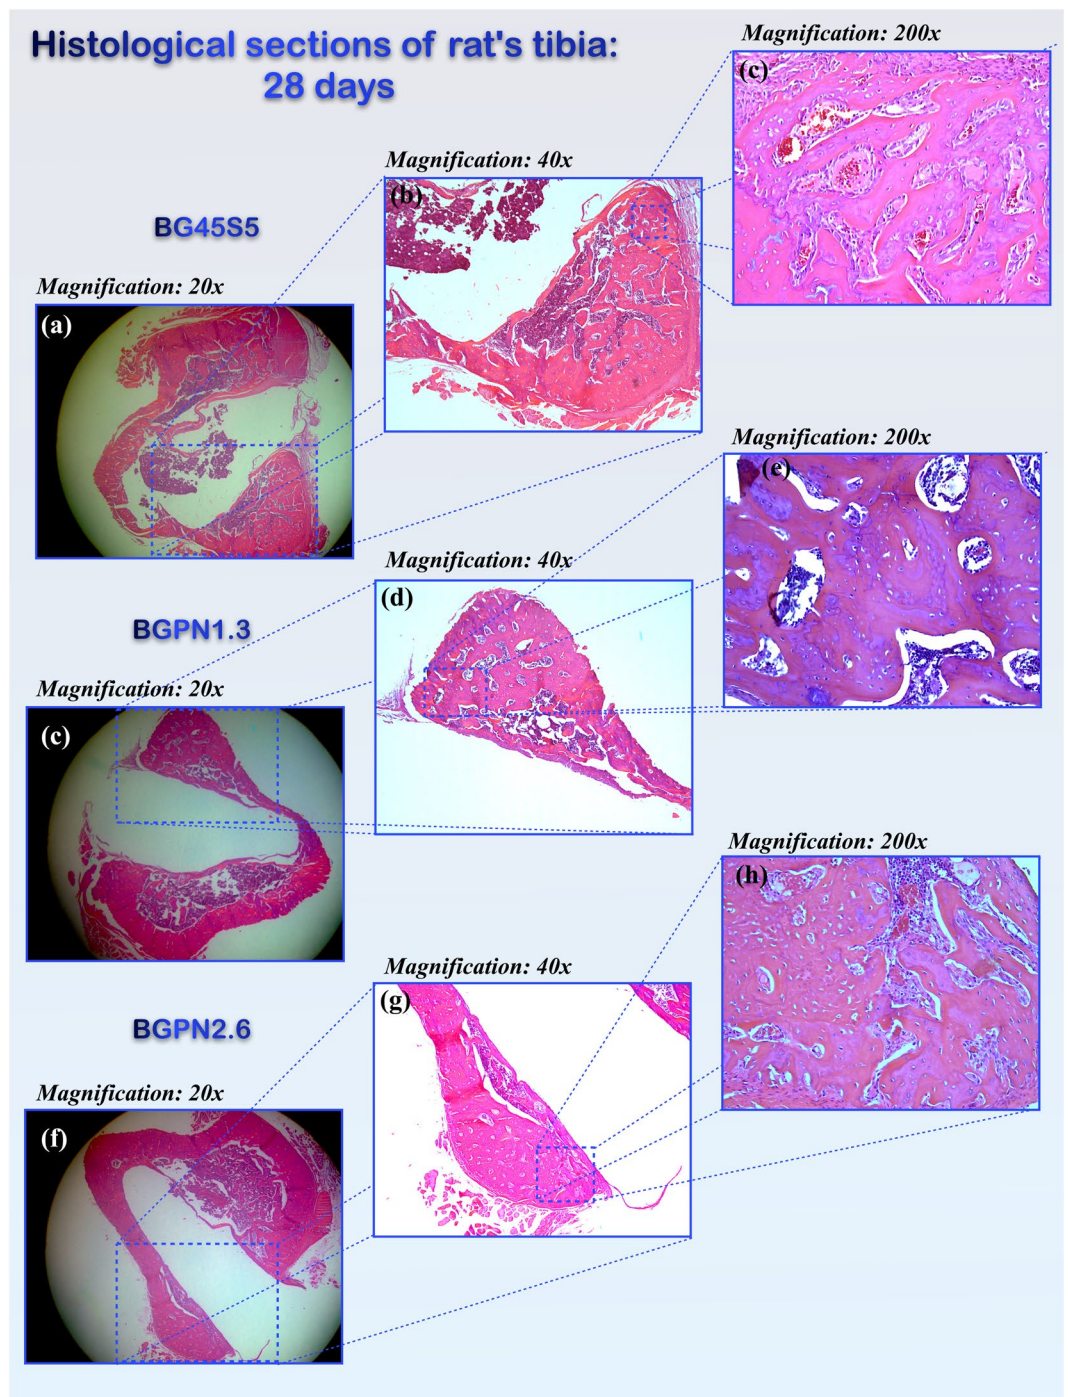 Histological sections of rat's tibia:
28 days
Magnification: 200x
(c)
Magnification: 40x
(b)
BG45S5
Magnification: 20x
(a)
Magnification: 200x
(e)
Magnification: 40x
(d)
BGPN1.3
Magnification: 20x
(c)
Magnification: 200x
(h)
Magnification: 40x
(g)
BGPN2.6
Magnification: 20x
(f)